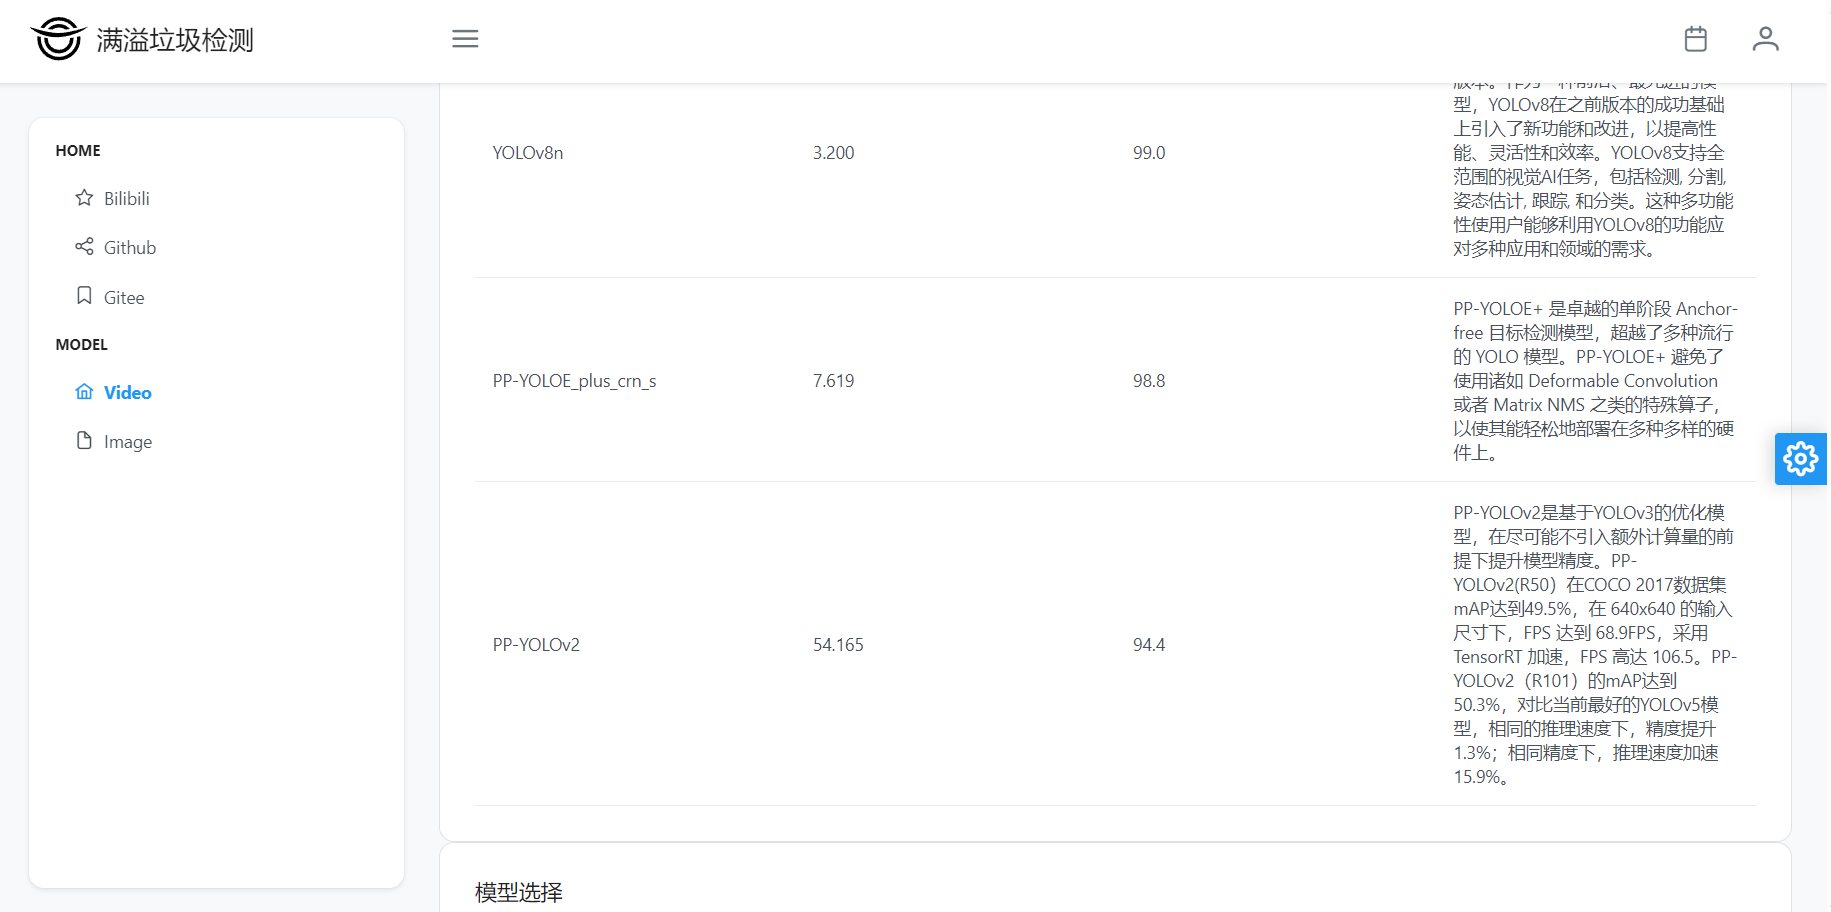 满溢垃圾检测
HOME
Bilibili
Github
Gitee
MODEL
Video
Image
YOLOv8n
3.200
99.0
版本。作为一种前沿、最先进的模
型，YOLOv8在之前版本的成功基础
上引入了新功能和改进，以提高性
能、灵活性和效率。YOLOv8支持全
范围的视觉AI任务，包括检测, 分割,
姿态估计, 跟踪, 和分类。这种多功能
性使用户能够利用YOLOv8的功能应
对多种应用和领域的需求。
PP-YOLOE_plus_crn_s
7.619
98.8
PP-YOLOE+ 是卓越的单阶段 Anchor-
free 目标检测模型，超越了多种流行
的 YOLO 模型。PP-YOLOE+ 避免了
使用诸如 Deformable Convolution
或者 Matrix NMS 之类的特殊算子，
以使其能轻松地部署在多种多样的硬
件上。
PP-YOLOv2
54.165
94.4
PP-YOLOv2是基于YOLOv3的优化模
型，在尽可能不引入额外计算量的前
提下提升模型精度。PP-
YOLOv2(R50）在COCO 2017数据集
mAP达到49.5%，在 640x640 的输入
尺寸下，FPS 达到 68.9FPS，采用
TensorRT 加速，FPS 高达 106.5。PP-
YOLOv2（R101）的mAP达到
50.3%，对比当前最好的YOLOv5模
型，相同的推理速度下，精度提升
1.3%；相同精度下，推理速度加速
15.9%。
模型选择